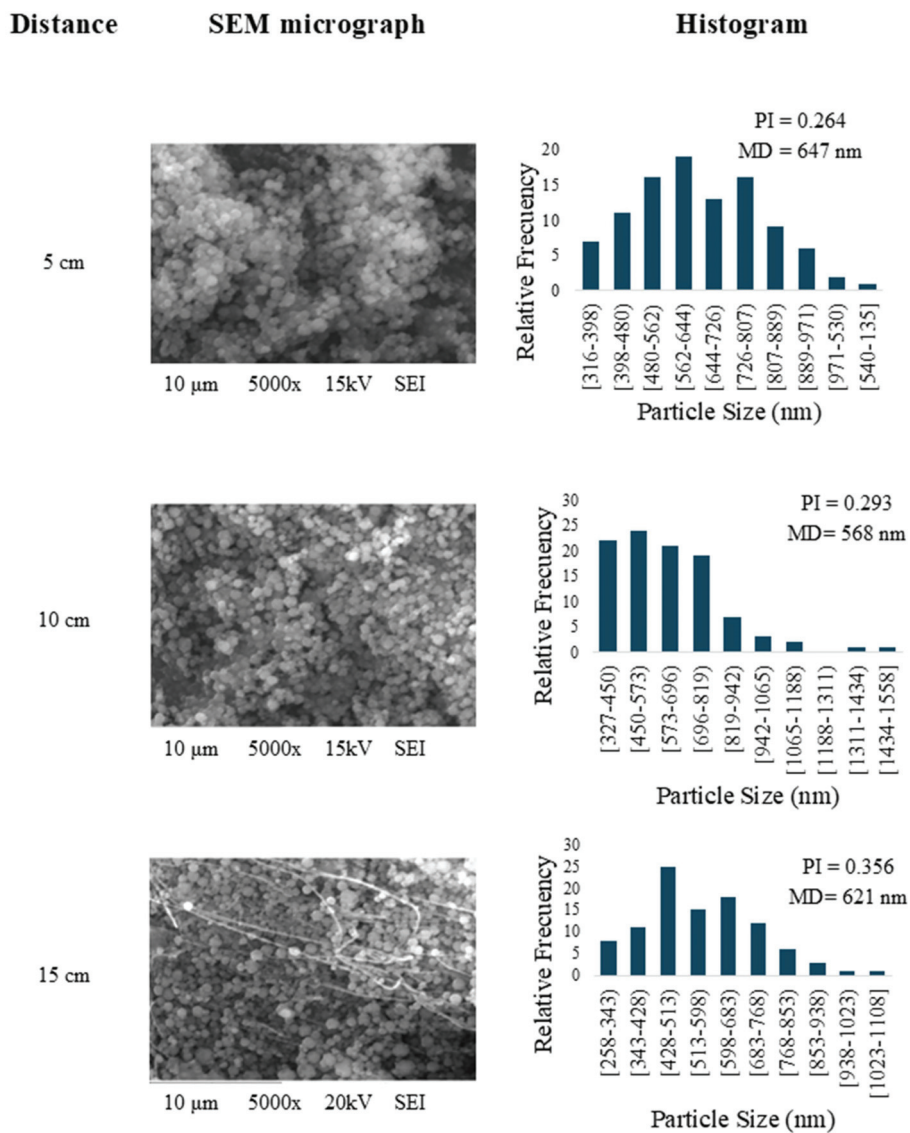 Distance SEM micrograph Histogram
5 cm
10 μm 5000x 15kV SEI
PI = 0.264
MD = 647 nm
Relative Frecuency
20
15
10
5
0
[316-398)
[398-480)
[480-562)
[562-644)
[644-726)
[726-807)
[807-889)
[889-971)
[971-530)
[540-135]
Particle Size (nm)
10 cm
10 μm 5000x 15kV SEI
PI = 0.293
MD= 568 nm
Relative Frecuency
30
25
20
15
10
5
0
[327-450)
[450-573)
[573-696)
[696-819)
[819-942)
[942-1065)
[1065-1188)
[1188-1311)
[1311-1434)
[1434-1558]
Particle Size (nm)
15 cm
10 μm 5000x 20kV SEI
PI = 0.356
MD= 621 nm
Relative Frecuency
30
25
20
15
10
5
0
[258-343)
[343-428)
[428-513)
[513-598)
[598-683)
[683-768)
[768-853)
[853-938)
[938-1023)
[1023-1108]
Particle Size (nm)